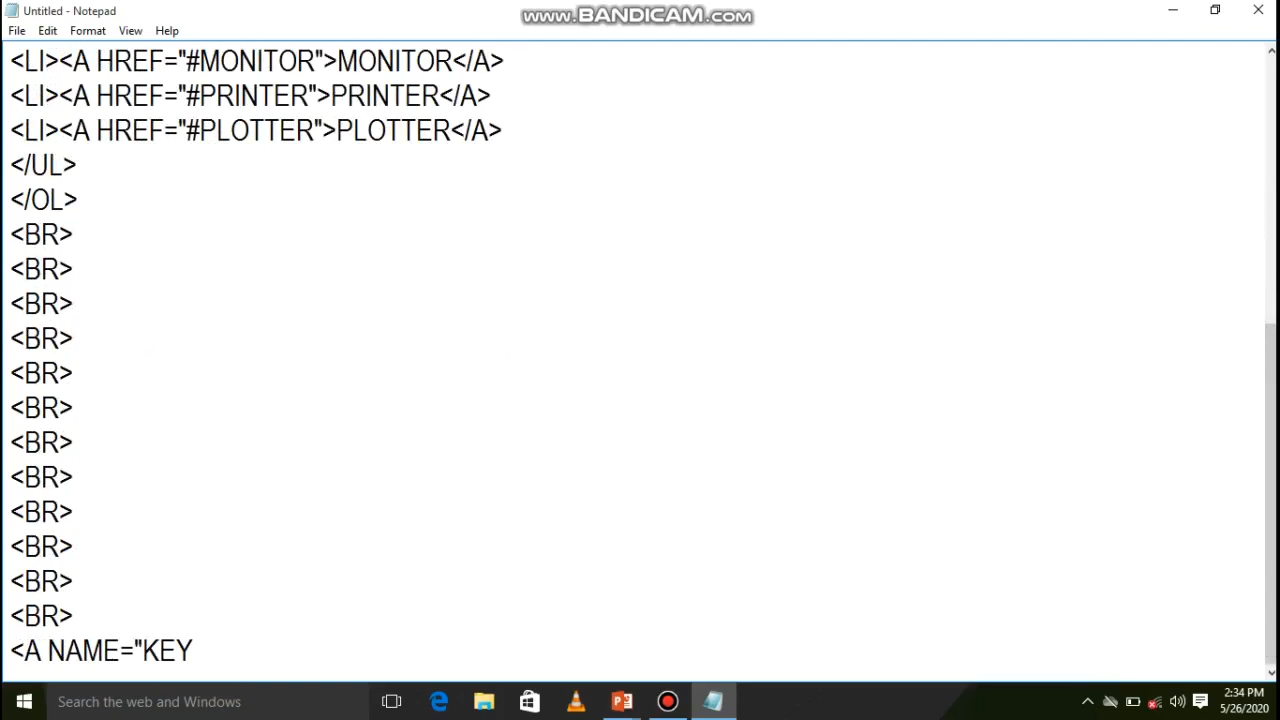 Untitled - Notepad
www.BANDICAM.com
File Edit Format View Help
<LI><A HREF="#MONITOR">MONITOR</A>
<LI><A HREF="#PRINTER">PRINTER</A>
<LI><A HREF="#PLOTTER">PLOTTER</A>
</UL>
</OL>
<BR>
<BR>
<BR>
<BR>
<BR>
<BR>
<BR>
<BR>
<BR>
<BR>
<BR>
<BR>
<A NAME="KEY
Search the web and Windows
2:34 PM
5/26/2020